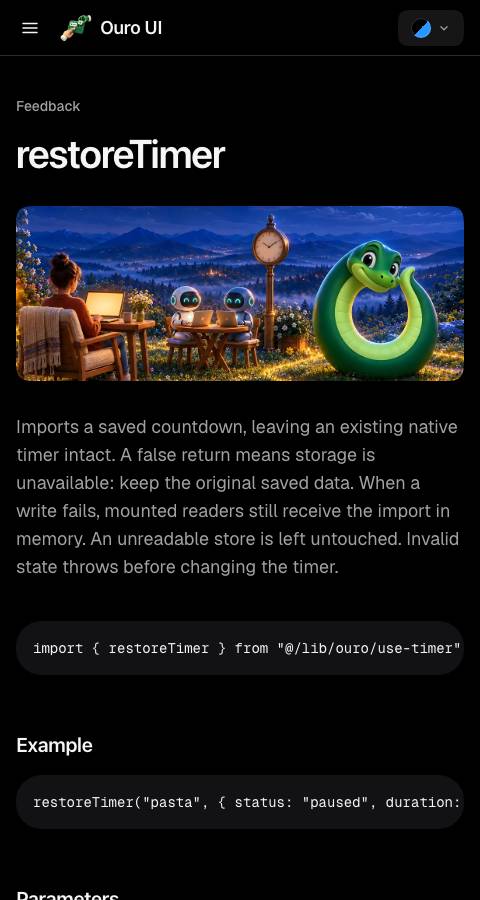 Ouro UI
Feedback
restoreTimer
Imports a saved countdown, leaving an existing native
timer intact. A false return means storage is
unavailable: keep the original saved data. When a
write fails, mounted readers still receive the import in
memory. An unreadable store is left untouched. Invalid
state throws before changing the timer.
import { restoreTimer } from "@/lib/ouro/use-timer"
Example
restoreTimer("pasta", { status: "paused", duration:
Parameters